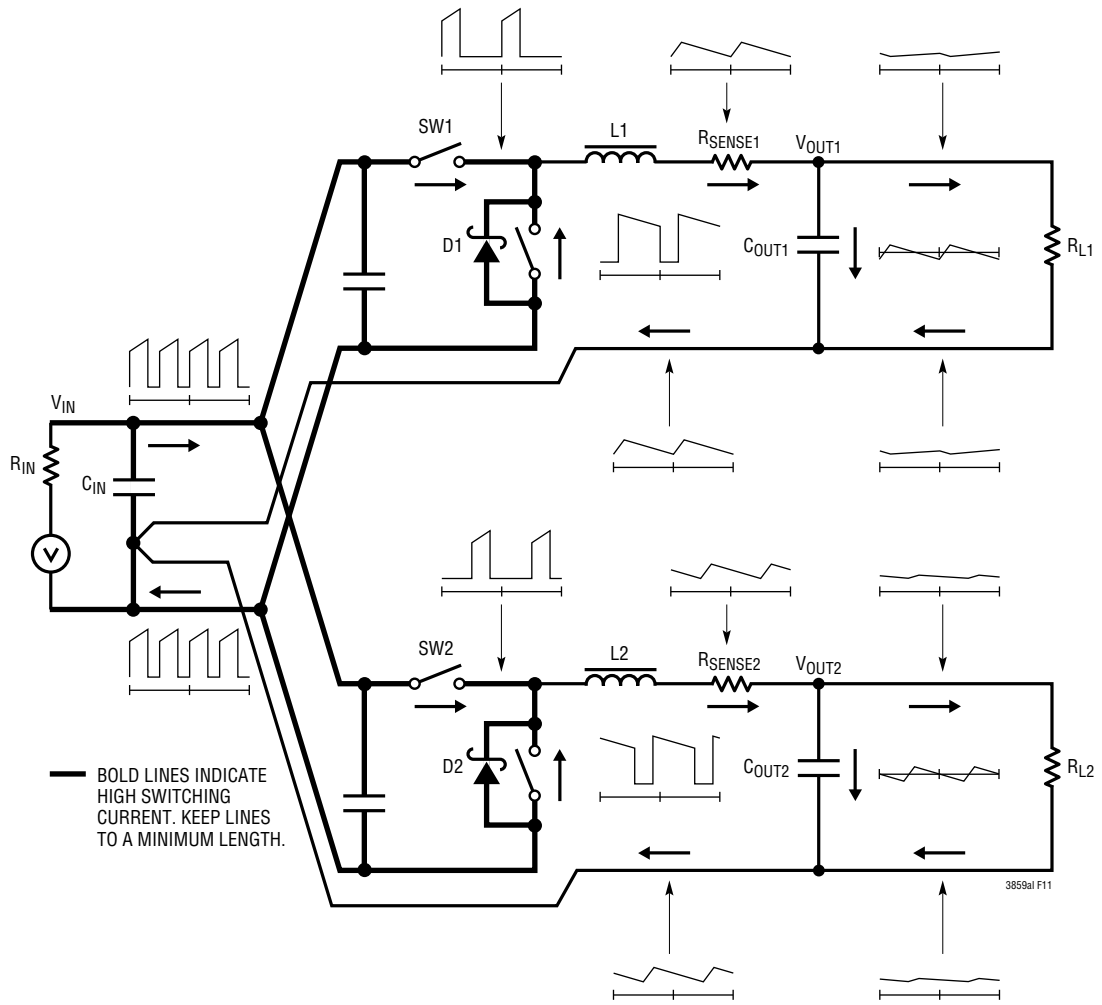 SW1
L1
RSENSE1
VOUT1
D1
COUT1
RL1
VIN
RIN
CIN
V
SW2
L2
RSENSE2
VOUT2
D2
COUT2
RL2
BOLD LINES INDICATE
HIGH SWITCHING
CURRENT. KEEP LINES
TO A MINIMUM LENGTH.
3859al F11